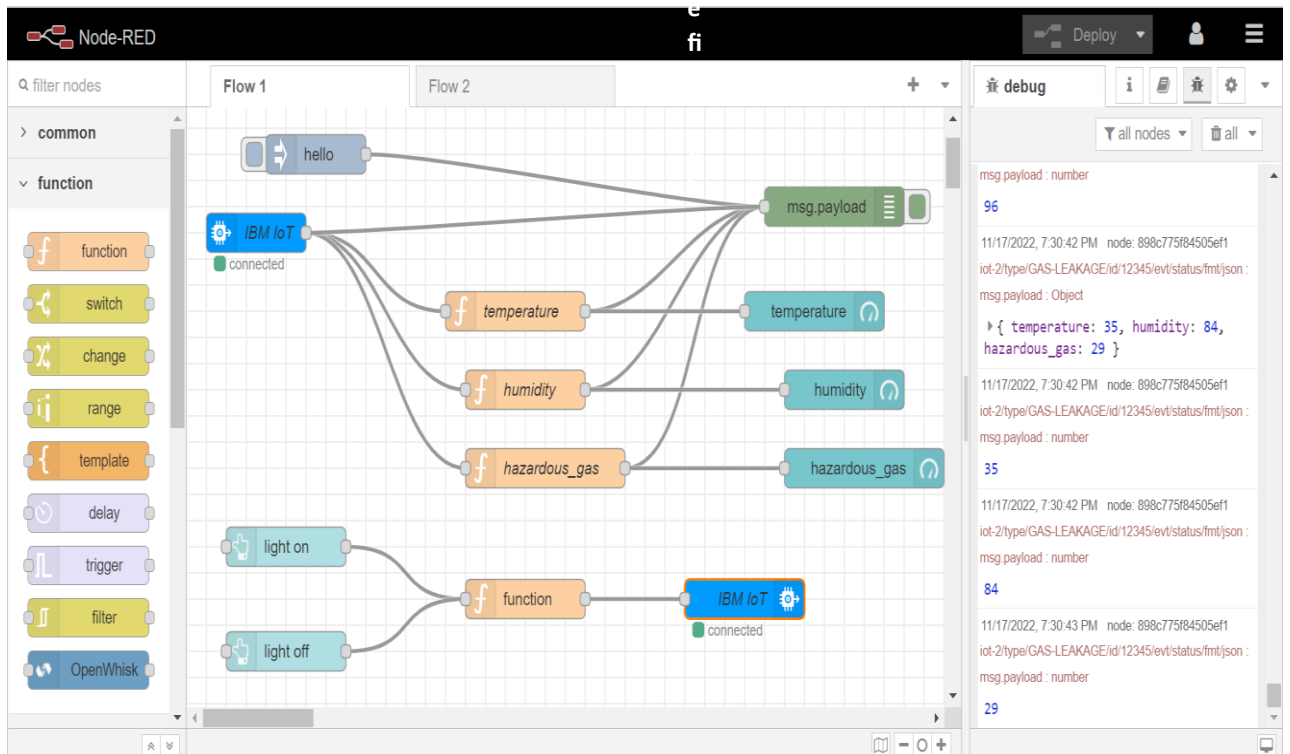 e
fi
Node-RED
Deploy
filter nodes
Flow 1
Flow 2
debug
i
common
all nodes
all
function
hello
msg.payload
IBM IoT
connected
function
switch
change
range
template
delay
trigger
filter
OpenWhisk
temperature
temperature
humidity
humidity
hazardous_gas
hazardous_gas
light on
function
IBM IoT
connected
light off
msg.payload : number
96
11/17/2022, 7:30:42 PM node: 898c775f84505ef1
iot-2/type/GAS-LEAKAGE/id/12345/evt/status/fmt/json :
msg.payload : Object
{ temperature: 35, humidity: 84,
hazardous_gas: 29 }
11/17/2022, 7:30:42 PM node: 898c775f84505ef1
iot-2/type/GAS-LEAKAGE/id/12345/evt/status/fmt/json :
msg.payload : number
35
11/17/2022, 7:30:42 PM node: 898c775f84505ef1
iot-2/type/GAS-LEAKAGE/id/12345/evt/status/fmt/json :
msg.payload : number
84
11/17/2022, 7:30:43 PM node: 898c775f84505ef1
iot-2/type/GAS-LEAKAGE/id/12345/evt/status/fmt/json :
msg.payload : number
29